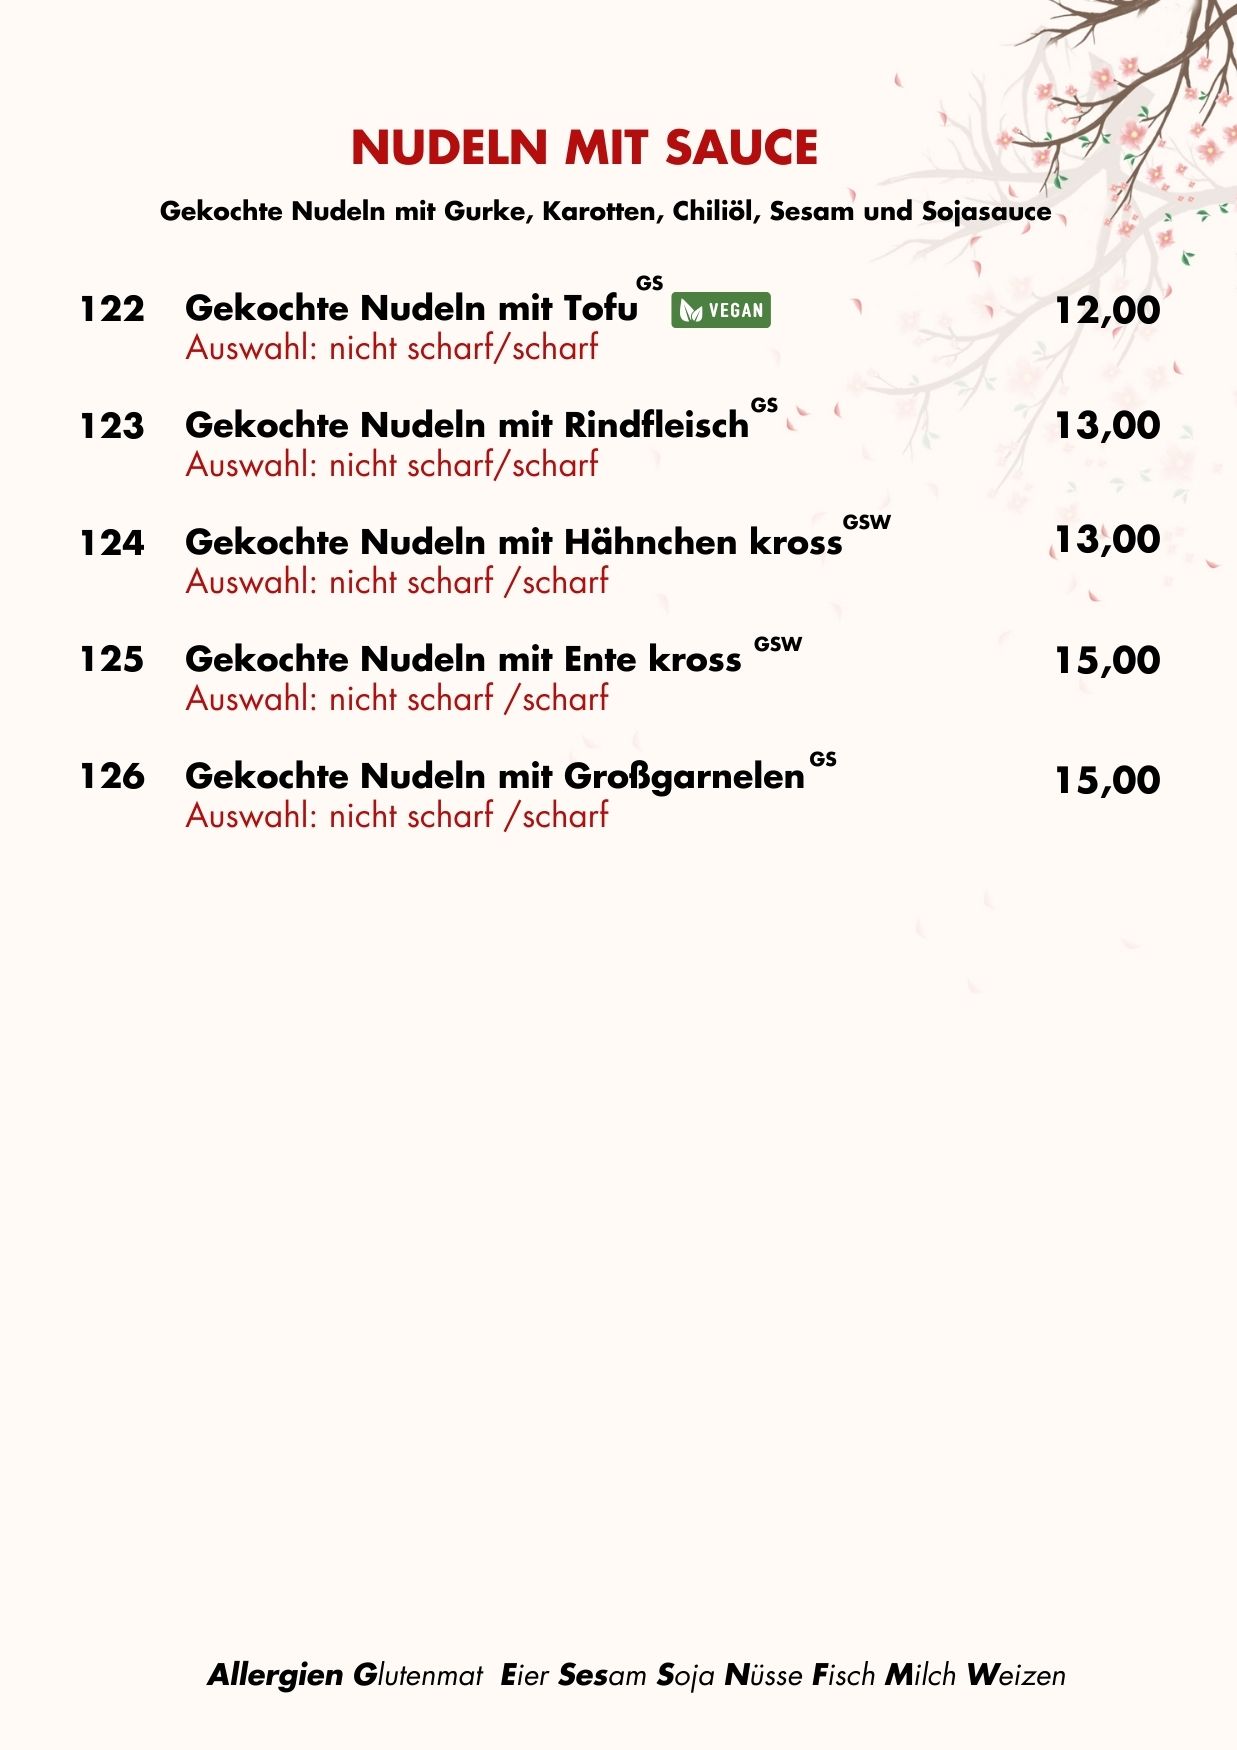 NUDELN MIT SAUCE
Gekochte Nudeln mit Gurke, Karotten, Chiliöl, Sesam und Sojasauce
122 Gekochte Nudeln mit Tofu GS VEGAN 12,00
Auswahl: nicht scharf/scharf
123 Gekochte Nudeln mit Rindfleisch GS 13,00
Auswahl: nicht scharf/scharf
124 Gekochte Nudeln mit Hähnchen kross GSW 13,00
Auswahl: nicht scharf /scharf
125 Gekochte Nudeln mit Ente kross GSW 15,00
Auswahl: nicht scharf /scharf
126 Gekochte Nudeln mit Großgarnelen GS 15,00
Auswahl: nicht scharf /scharf
Allergien Glutenmat Eier Sesam Soja Nüsse Fisch Milch Weizen